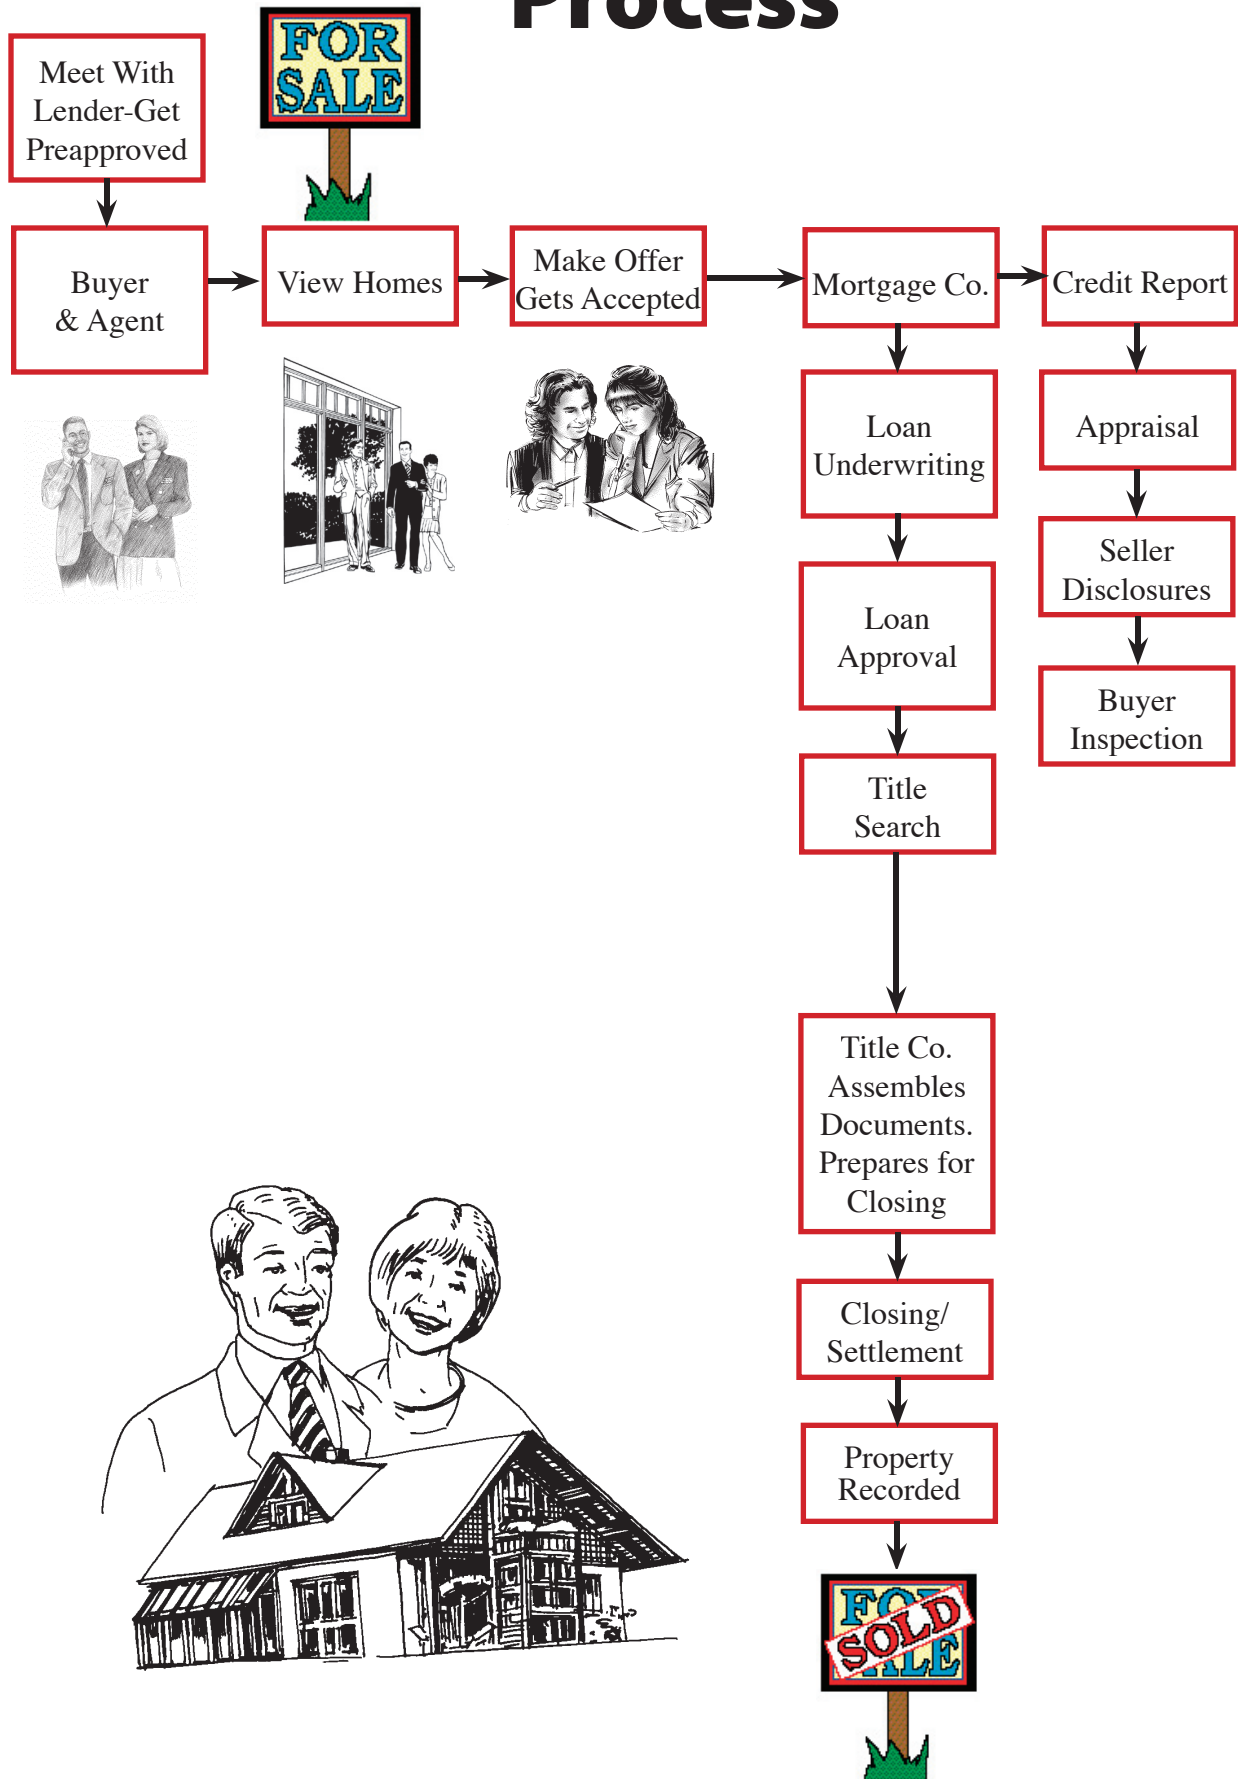 Process
FOR
SALE
Meet With
Lender-Get
Preapproved
Buyer
& Agent
View Homes
Make Offer
Gets Accepted
Mortgage Co.
Credit Report
Loan
Underwriting
Appraisal
Seller
Disclosures
Loan
Approval
Buyer
Inspection
Title
Search
Title Co.
Assembles
Documents.
Prepares for
Closing
Closing/
Settlement
Property
Recorded
FO
SOLD
ALE